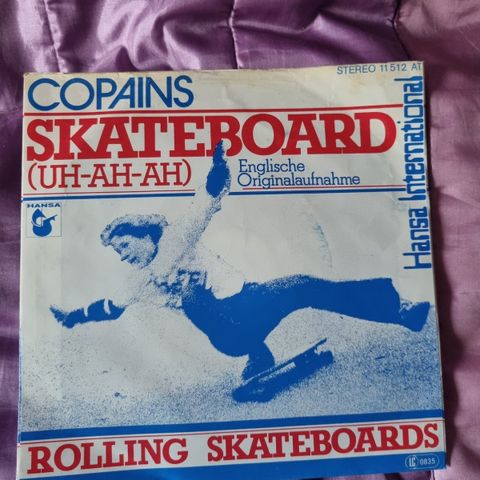 STEREO 11 512 AT
COPAINS
SKATEBOARD
(UH-AH-AH)
Englische
Originalaufnahme
Hansa International
HANSA
ROLLING SKATEBOARDS
LC 0835